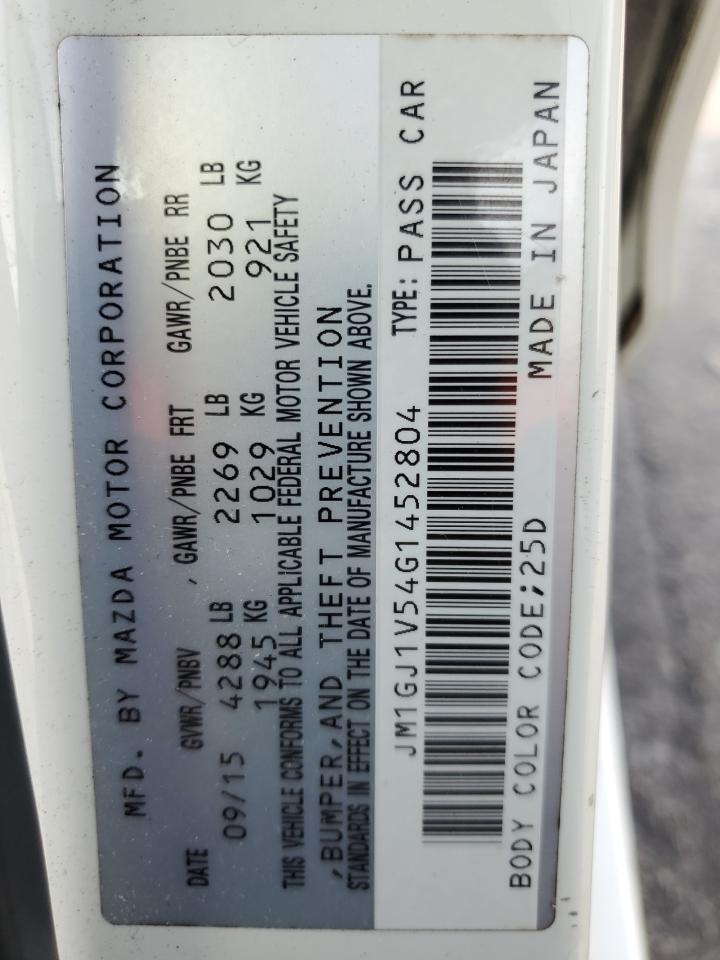 MFD. BY MAZDA MOTOR CORPORATION
DATE GVWR/PNBV , GAWR/PNBE FRT GAWR/PNBE RR
09/15 4288 LB 2269 LB 2030 LB
1945 KG 1029 KG 921 KG
THIS VEHICLE CONFORMS TO ALL APPLICABLE FEDERAL MOTOR VEHICLE SAFETY
,BUMPER,AND THEFT PREVENTION
STANDARDS IN EFFECT ON THE DATE OF MANUFACTURE SHOWN ABOVE.
JM1GJ1V54G1452804 TYPE: PASS CAR
BODY COLOR CODE;25D MADE IN JAPAN